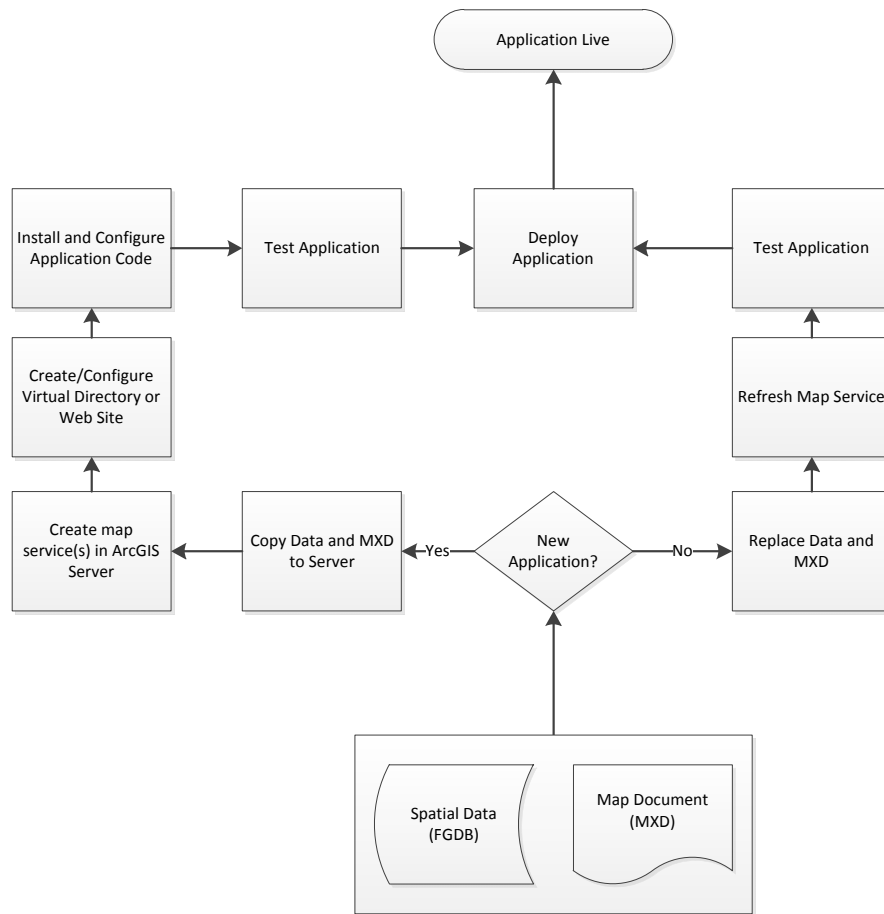 Application Live
Install and Configure
Application Code
Test Application
Deploy
Application
Test Application
Create/Configure
Virtual Directory or
Web Site
Refresh Map Service
Create map
service(s) in ArcGIS
Server
Copy Data and MXD
to Server
Yes
New
Application?
No
Replace Data and
MXD
Spatial Data
(FGDB)
Map Document
(MXD)